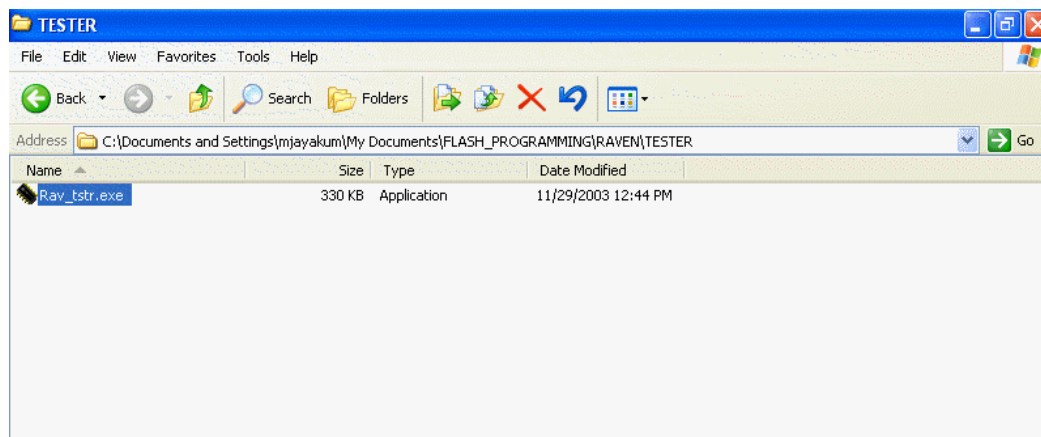 TESTER
File Edit View Favorites Tools Help
Back Search Folders
Address C:\Documents and Settings\mjayakum\My Documents\FLASH_PROGRAMMING\RAVEN\TESTER Go
Name Size Type Date Modified
Rav_tstr.exe 330 KB Application 11/29/2003 12:44 PM